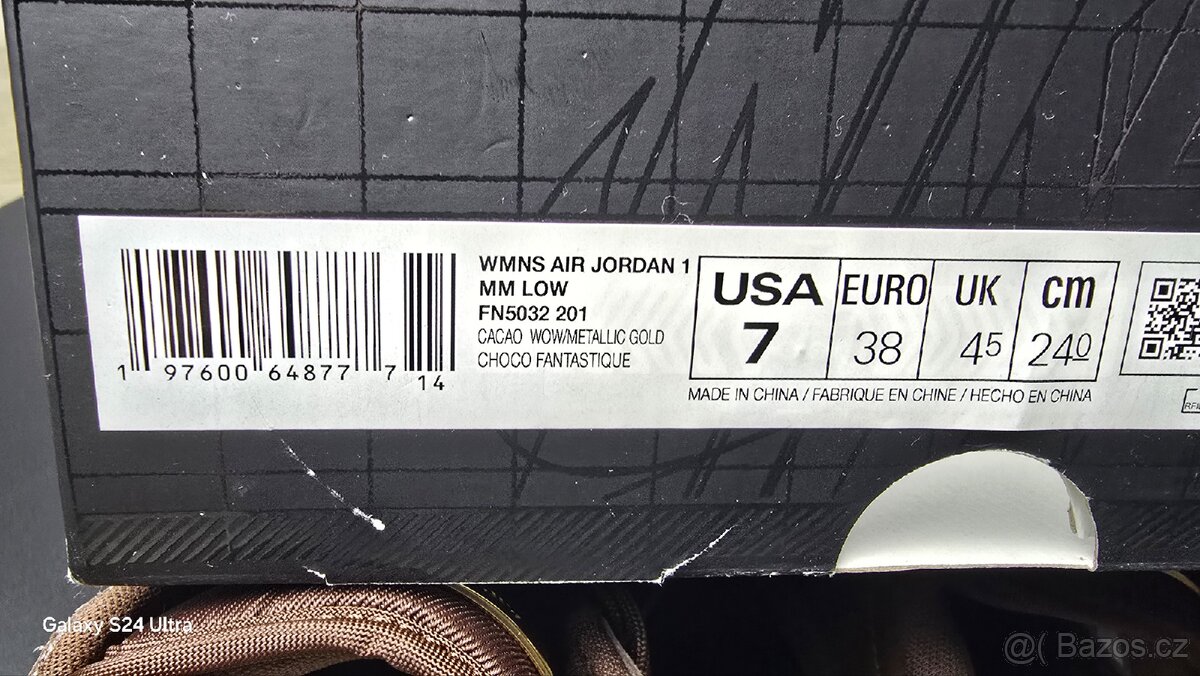 WMNS AIR JORDAN 1
MM LOW
FN5032 201
CACAO WOW/METALLIC GOLD
CHOCO FANTASTIQUE
1 97600 64877 7 14
USA EURO UK cm
7 38 45 240
MADE IN CHINA / FABRIQUE EN CHINE / HECHO EN CHINA
Galaxy S24 Ultra
@( Bazos.cz